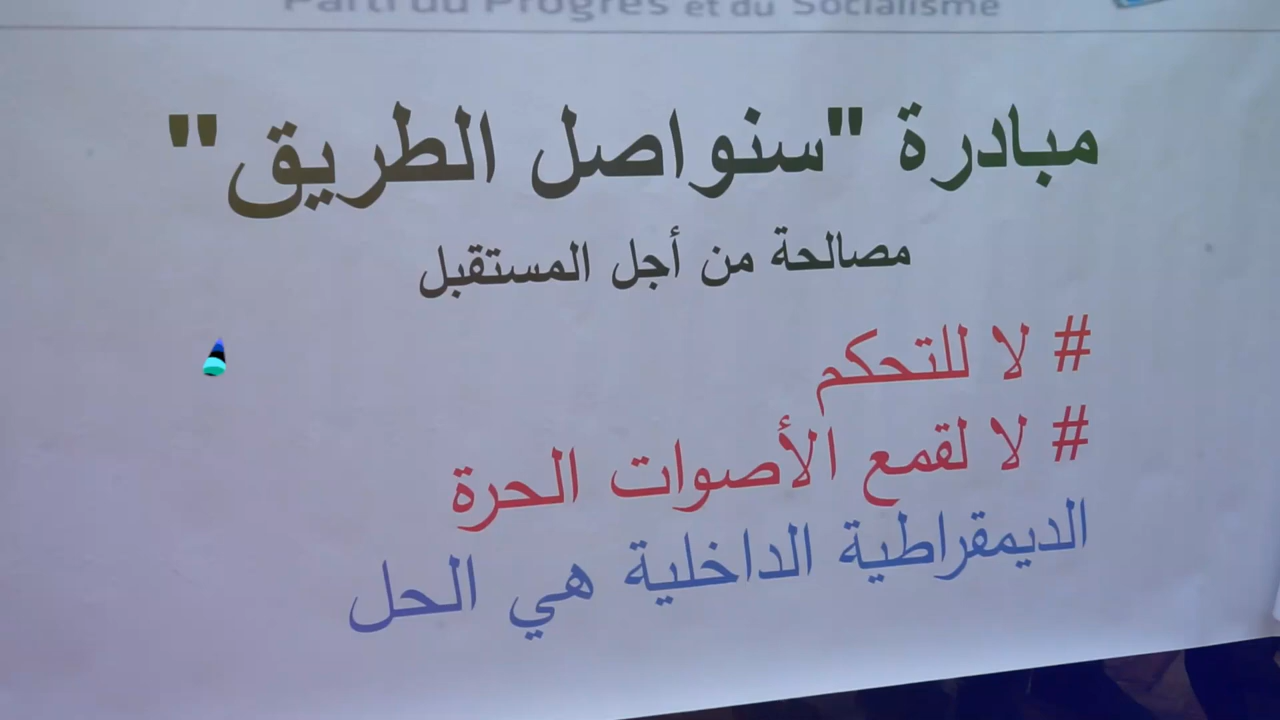 Parti du Progrès et du Socialisme
مبادرة "سنواصل الطريق"
مصالحة من أجل المستقبل
# لا للتحكم
# لا لقمع الأصوات الحرة
الديمقراطية الداخلية هي الحل